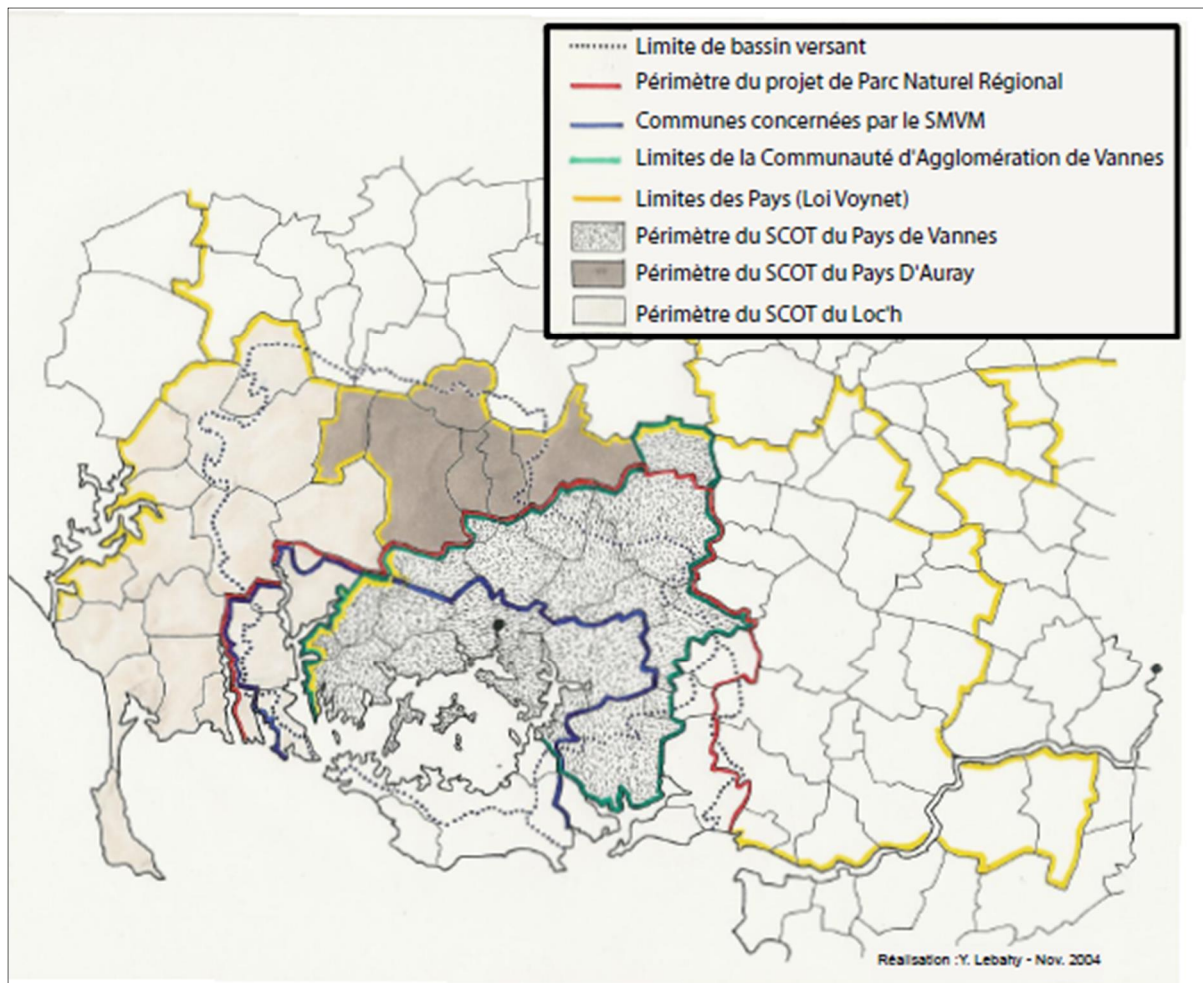 Limite de bassin versant
Périmètre du projet de Parc Naturel Régional
Communes concernées par le SMVM
Limites de la Communauté d'Agglomération de Vannes
Limites des Pays (Loi Voynet)
Périmètre du SCOT du Pays de Vannes
Périmètre du SCOT du Pays D'Auray
Périmètre du SCOT du Loc'h
Réalisation :Y. Lebahy - Nov. 2004